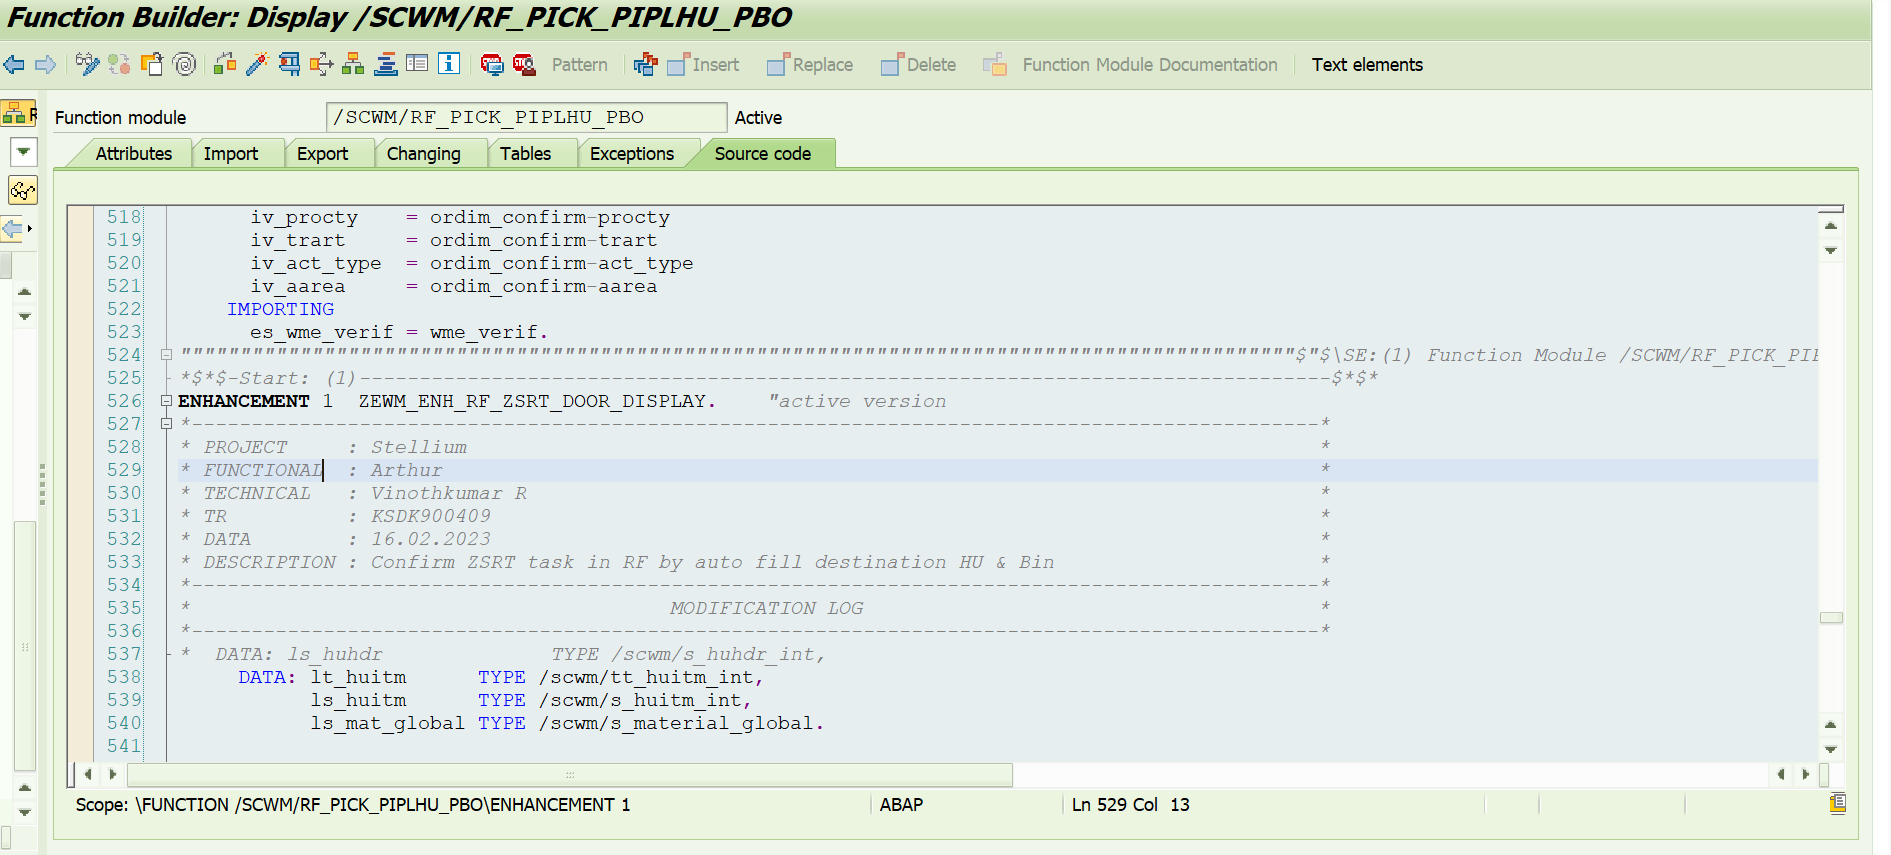 Function Builder: Display /SCWM/RF_PICK_PIPLHU_PBO
Pattern Insert Replace Delete Function Module Documentation Text elements
Function module /SCWM/RF_PICK_PIPLHU_PBO Active
Attributes Import Export Changing Tables Exceptions Source code
518 iv_procty = ordim_confirm-procty
519 iv_trart = ordim_confirm-trart
520 iv_act_type = ordim_confirm-act_type
521 iv_aarea = ordim_confirm-aarea
522 IMPORTING
523 es_wme_verif = wme_verif.
524 """"""""""""""""""""""""""""""""""""""""""""""""""""""""""""""""""""""""""""""""""""""""""""$"$\SE:(1) Function Module /SCWM/RF_PICK_PIP
525 *$*$-Start: (1)---------------------------------------------------------------------------------$*$*
526 ENHANCEMENT 1 ZEWM_ENH_RF_ZSRT_DOOR_DISPLAY. "active version
527 *----------------------------------------------------------------------------------------------*
528 * PROJECT : Stellium *
529 * FUNCTIONAL : Arthur *
530 * TECHNICAL : Vinothkumar R *
531 * TR : KSDK900409 *
532 * DATA : 16.02.2023 *
533 * DESCRIPTION : Confirm ZSRT task in RF by auto fill destination HU & Bin *
534 *----------------------------------------------------------------------------------------------*
535 * MODIFICATION LOG *
536 *----------------------------------------------------------------------------------------------*
537 * DATA: ls_huhdr TYPE /scwm/s_huhdr_int,
538 DATA: lt_huitm TYPE /scwm/tt_huitm_int,
539 ls_huitm TYPE /scwm/s_huitm_int,
540 ls_mat_global TYPE /scwm/s_material_global.
541
Scope: \FUNCTION /SCWM/RF_PICK_PIPLHU_PBO\ENHANCEMENT 1 ABAP Ln 529 Col 13